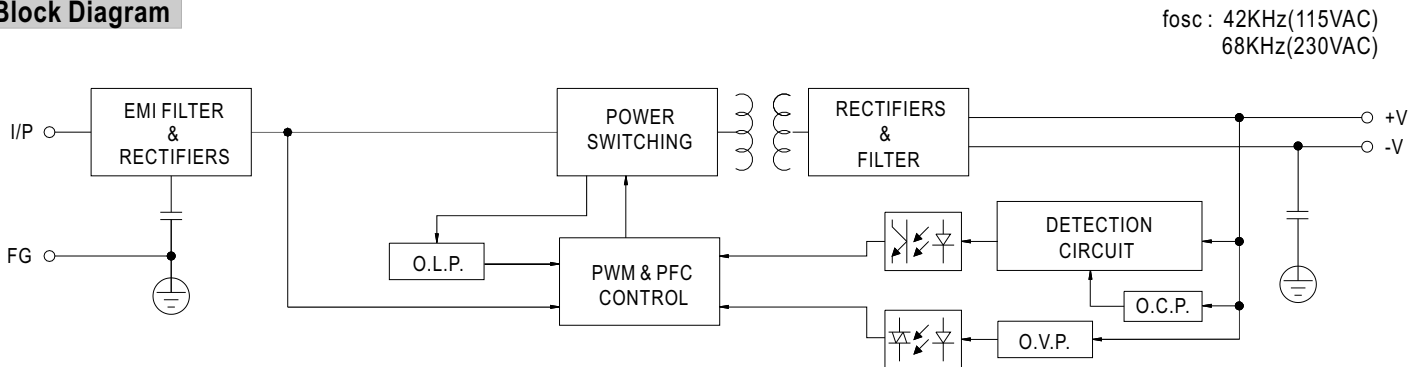 Block Diagram
fosc : 42KHz(115VAC)
68KHz(230VAC)
I/P
EMI FILTER
&
RECTIFIERS
POWER
SWITCHING
RECTIFIERS
&
FILTER
+V
-V
FG
O.L.P.
PWM & PFC
CONTROL
DETECTION
CIRCUIT
O.C.P.
O.V.P.